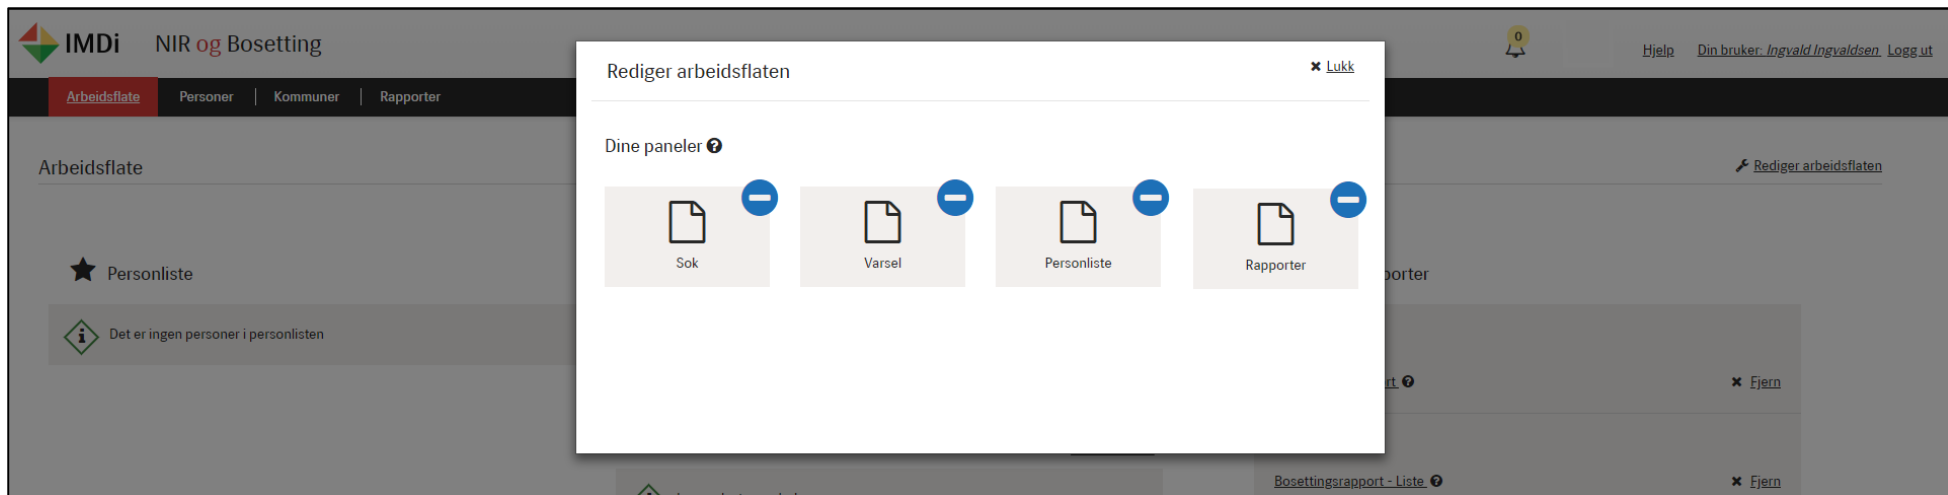 IMDi NIR og Bosetting
0
Hjelp Din bruker: Ingvald Ingvaldsen Logg ut
Arbeidsflate Personer Kommuner Rapporter
Rediger arbeidsflaten
Lukk
Dine paneler
Sok
Varsel
Personliste
Rapporter
Arbeidsflate
Rediger arbeidsflaten
Personliste
Det er ingen personer i personlisten
Fjern
Bosettingsrapport - Liste
Fjern